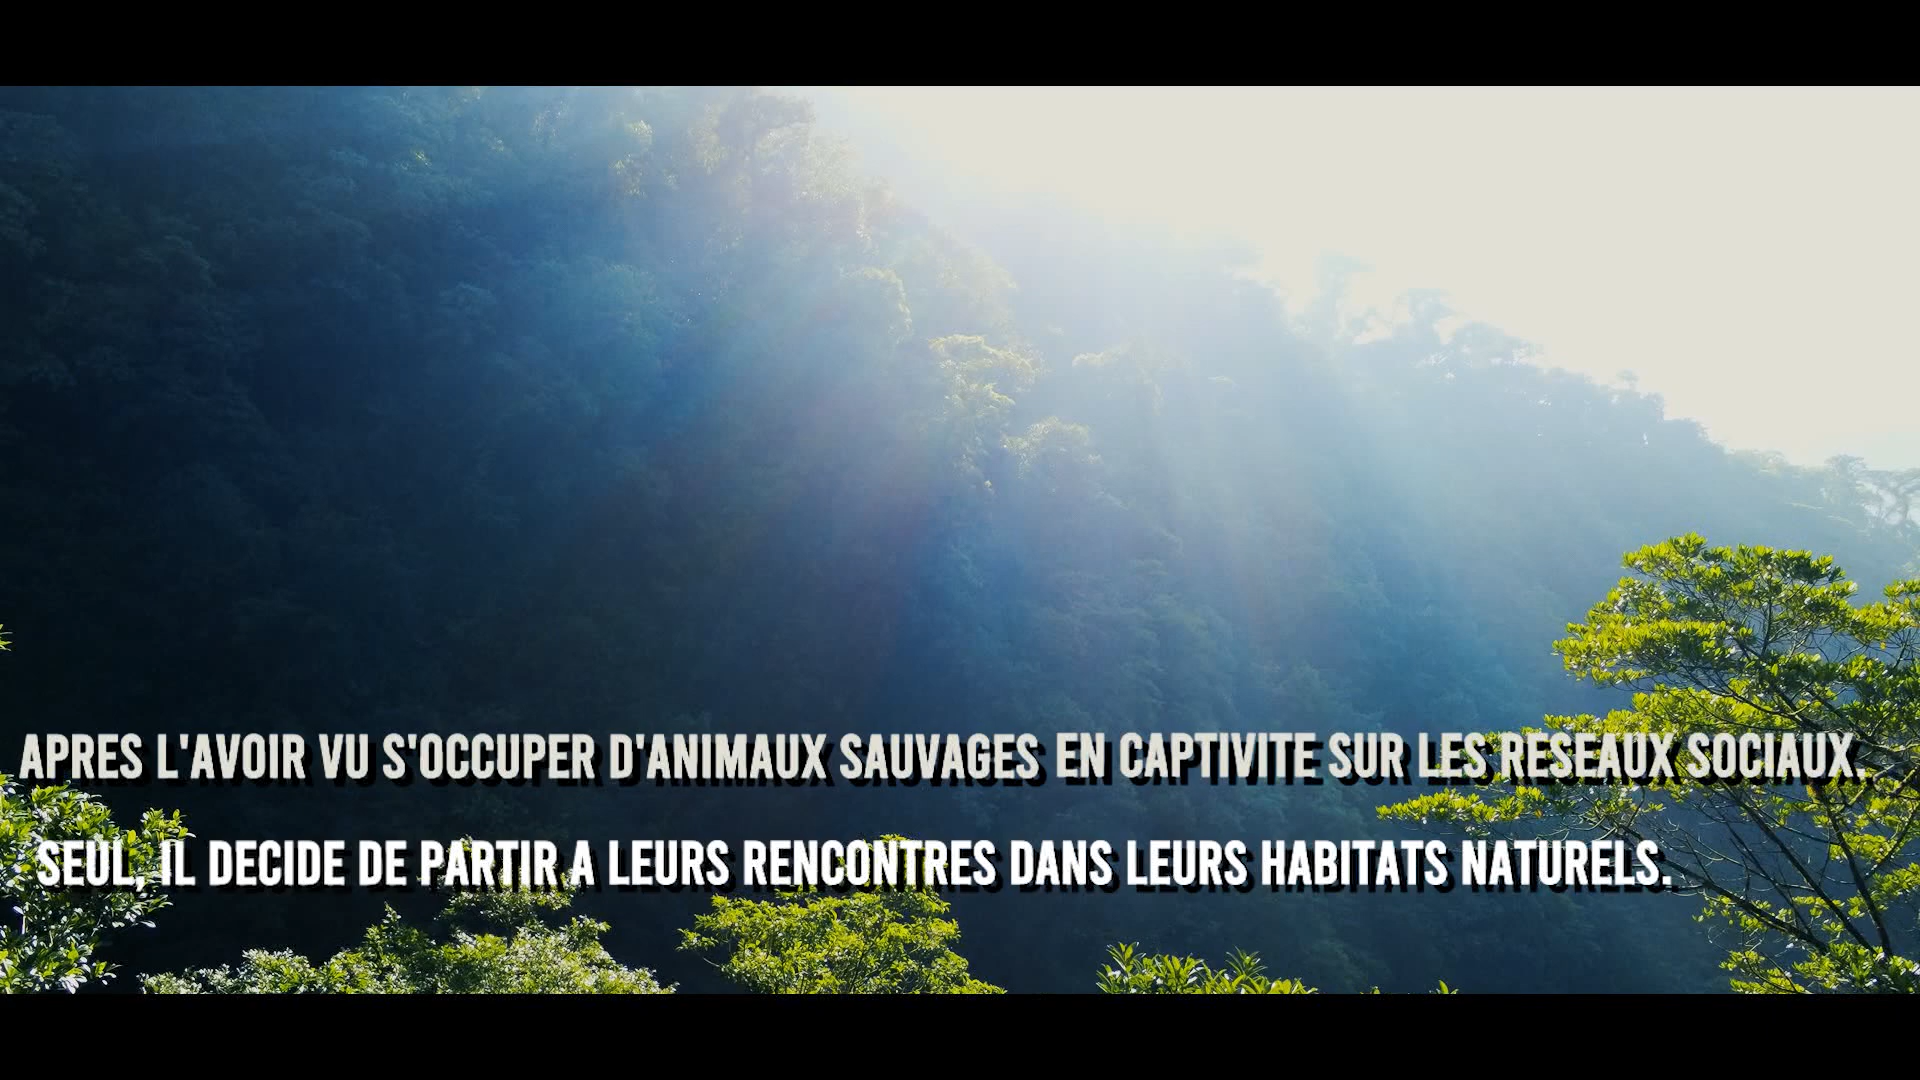 APRES L'AVOIR VU S'OCCUPER D'ANIMAUX SAUVAGES EN CAPTIVITE SUR LES RESEAUX SOCIAUX,
SEUL, IL DECIDE DE PARTIR A LEURS RENCONTRES DANS LEURS HABITATS NATURELS.